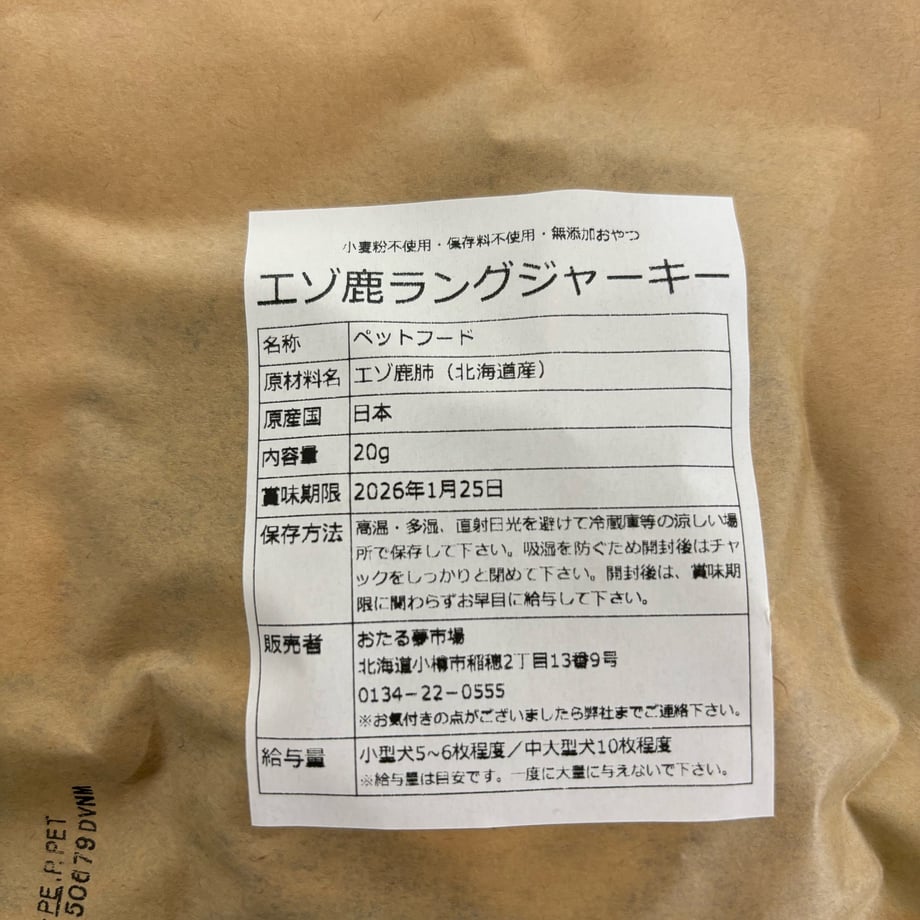 小麦粉不使用・保存料不使用・無添加おやつ
エゾ鹿ラングジャーキー
名称 ペットフード
原材料名 エゾ鹿肺（北海道産）
原産国 日本
内容量 20g
賞味期限 2026年1月25日
保存方法 高温・多湿、直射日光を避けて冷蔵庫等の涼しい場
所で保存して下さい。吸湿を防ぐため開封後はチャ
ックをしっかりと閉めて下さい。開封後は、賞味期
限に関わらずお早目に給与して下さい。
販売者 おたる夢市場
北海道小樽市稲穂2丁目13番9号
0134−22−0555
※お気付きの点がございましたら弊社までご連絡下さい。
給与量 小型犬5~6枚程度／中大型犬10枚程度
※給与量は目安です。一度に大量に与えないで下さい。
PE,P,PET
50679DVNM